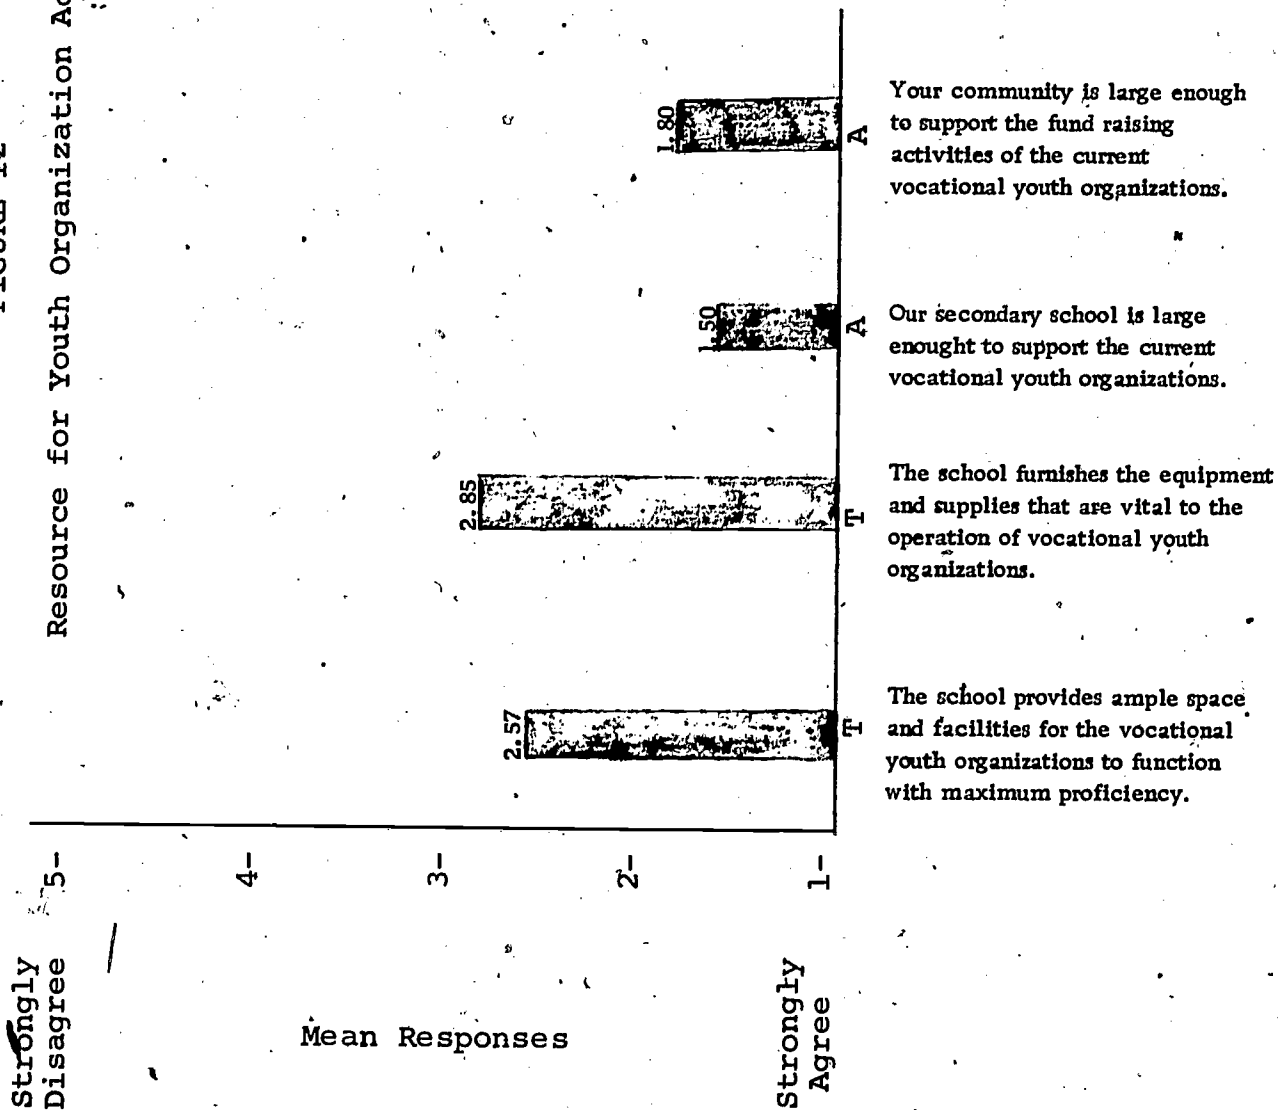 Resource for Youth Organization
Strongly
Disagree
5-
4-
3-
2-
1-
Mean Responses
Strongly
Agree
2.57
2.85
1.50
1.80
T
T
A
A
The school provides ample space
and facilities for the vocational
youth organizations to function
with maximum proficiency.
The school furnishes the equipment
and supplies that are vital to the
operation of vocational youth
organizations.
Our secondary school is large
enought to support the current
vocational youth organizations.
Your community is large enough
to support the fund raising
activities of the current
vocational youth organizations.